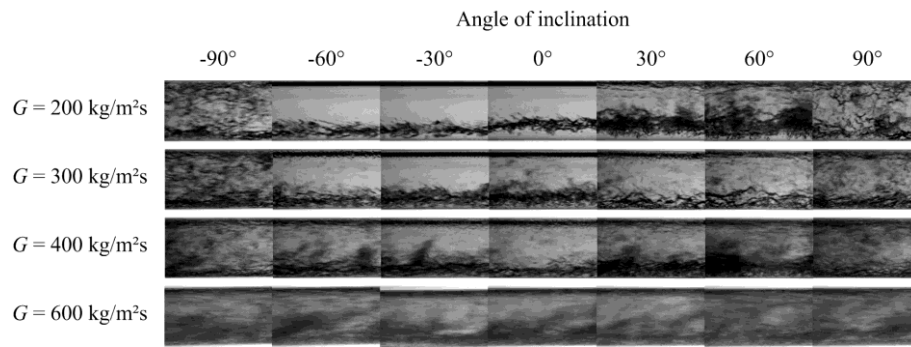 Angle of inclination
-90° -60° -30° 0° 30° 60° 90°
G = 200 kg/m²s
G = 300 kg/m²s
G = 400 kg/m²s
G = 600 kg/m²s